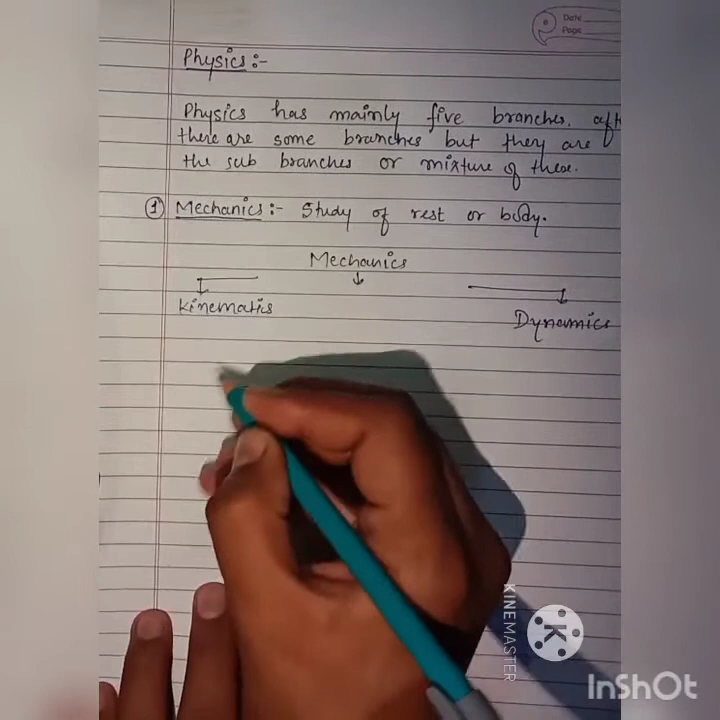 Date
Page
Physics :-
Physics has mainly five branches.
there are some branches but they are
the sub branches or mixture of these.
① Mechanics :- Study of rest or body.
Mechanics
Kinematics
Dynamics
KINEMASTER
InShOt